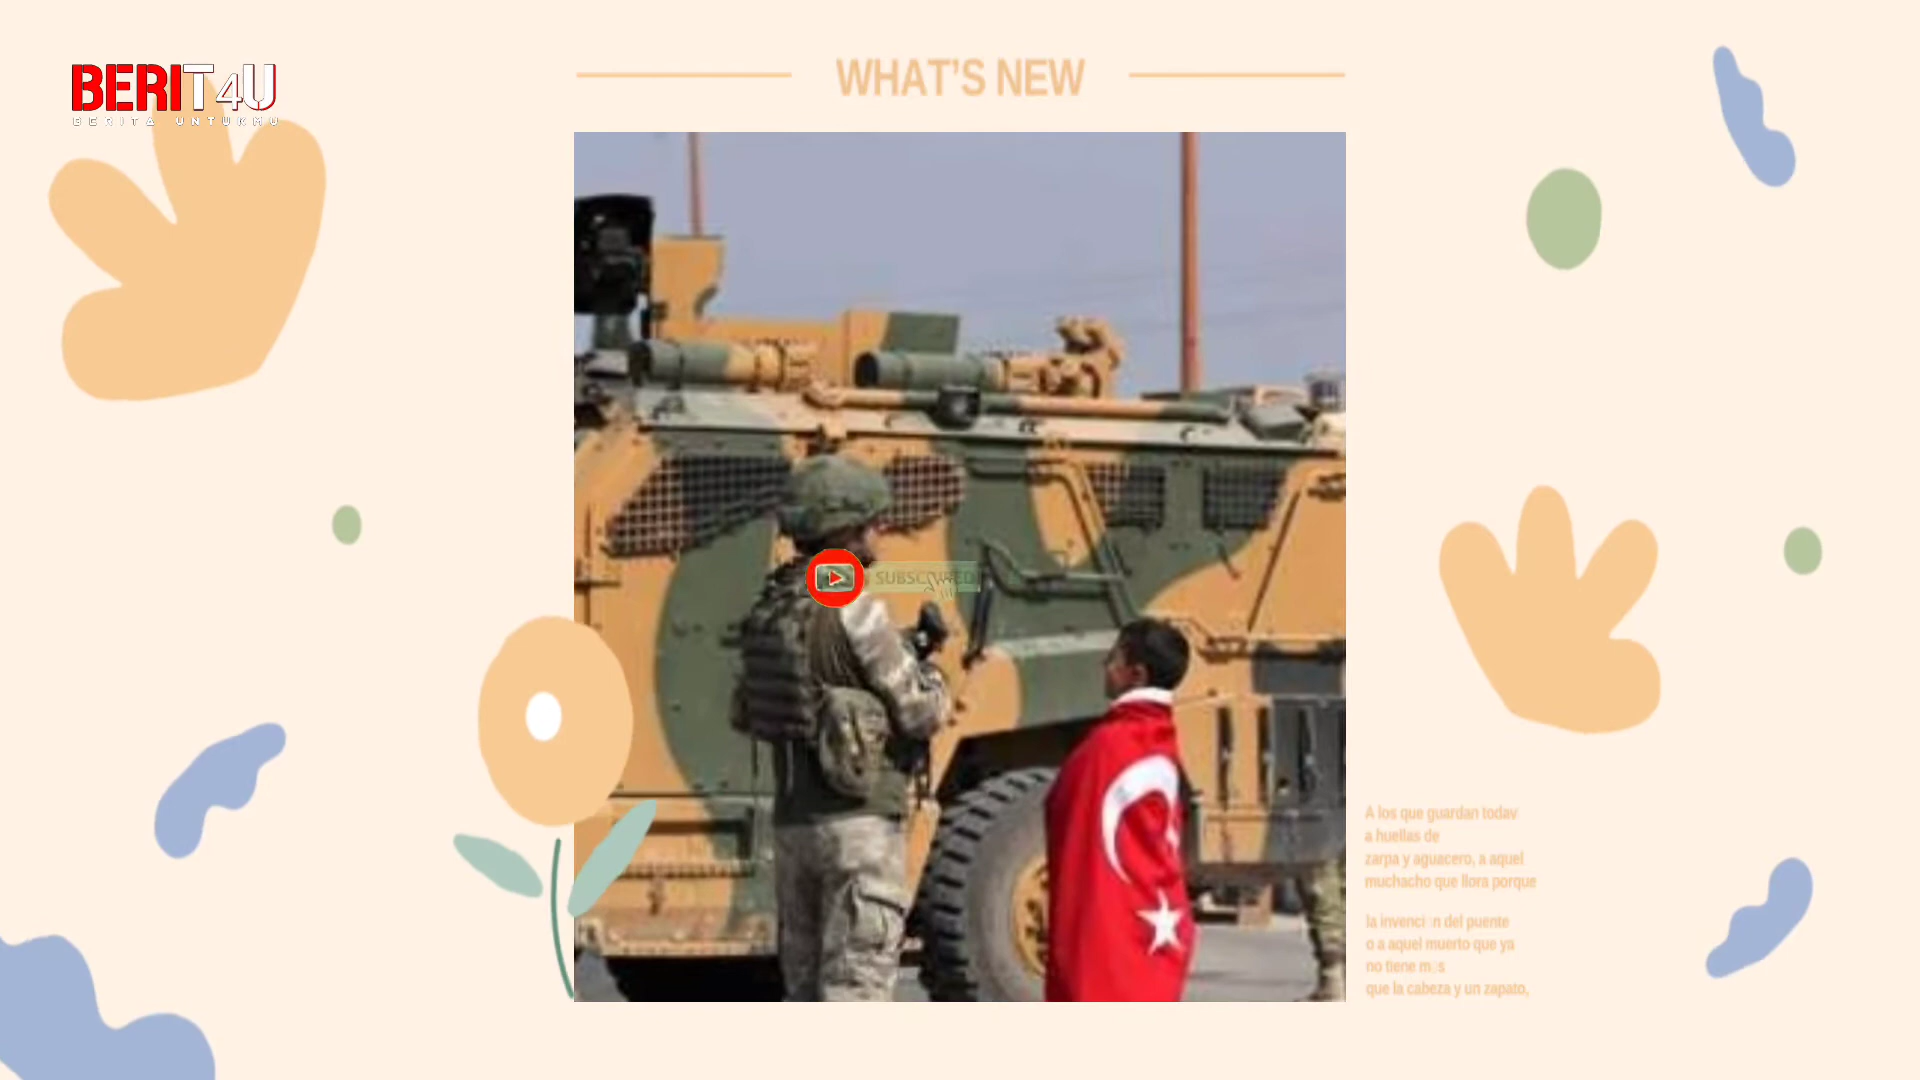 BERIT4U
BERITA UNTUKMU
WHAT'S NEW
SUBSCRIBED
A los que guardan todav
a huellas de
zarpa y aguacero, a aquel
muchacho que llora porque
la invenci n del puente
o a aquel muerto que ya
no tiene m s
que la cabeza y un zapato,